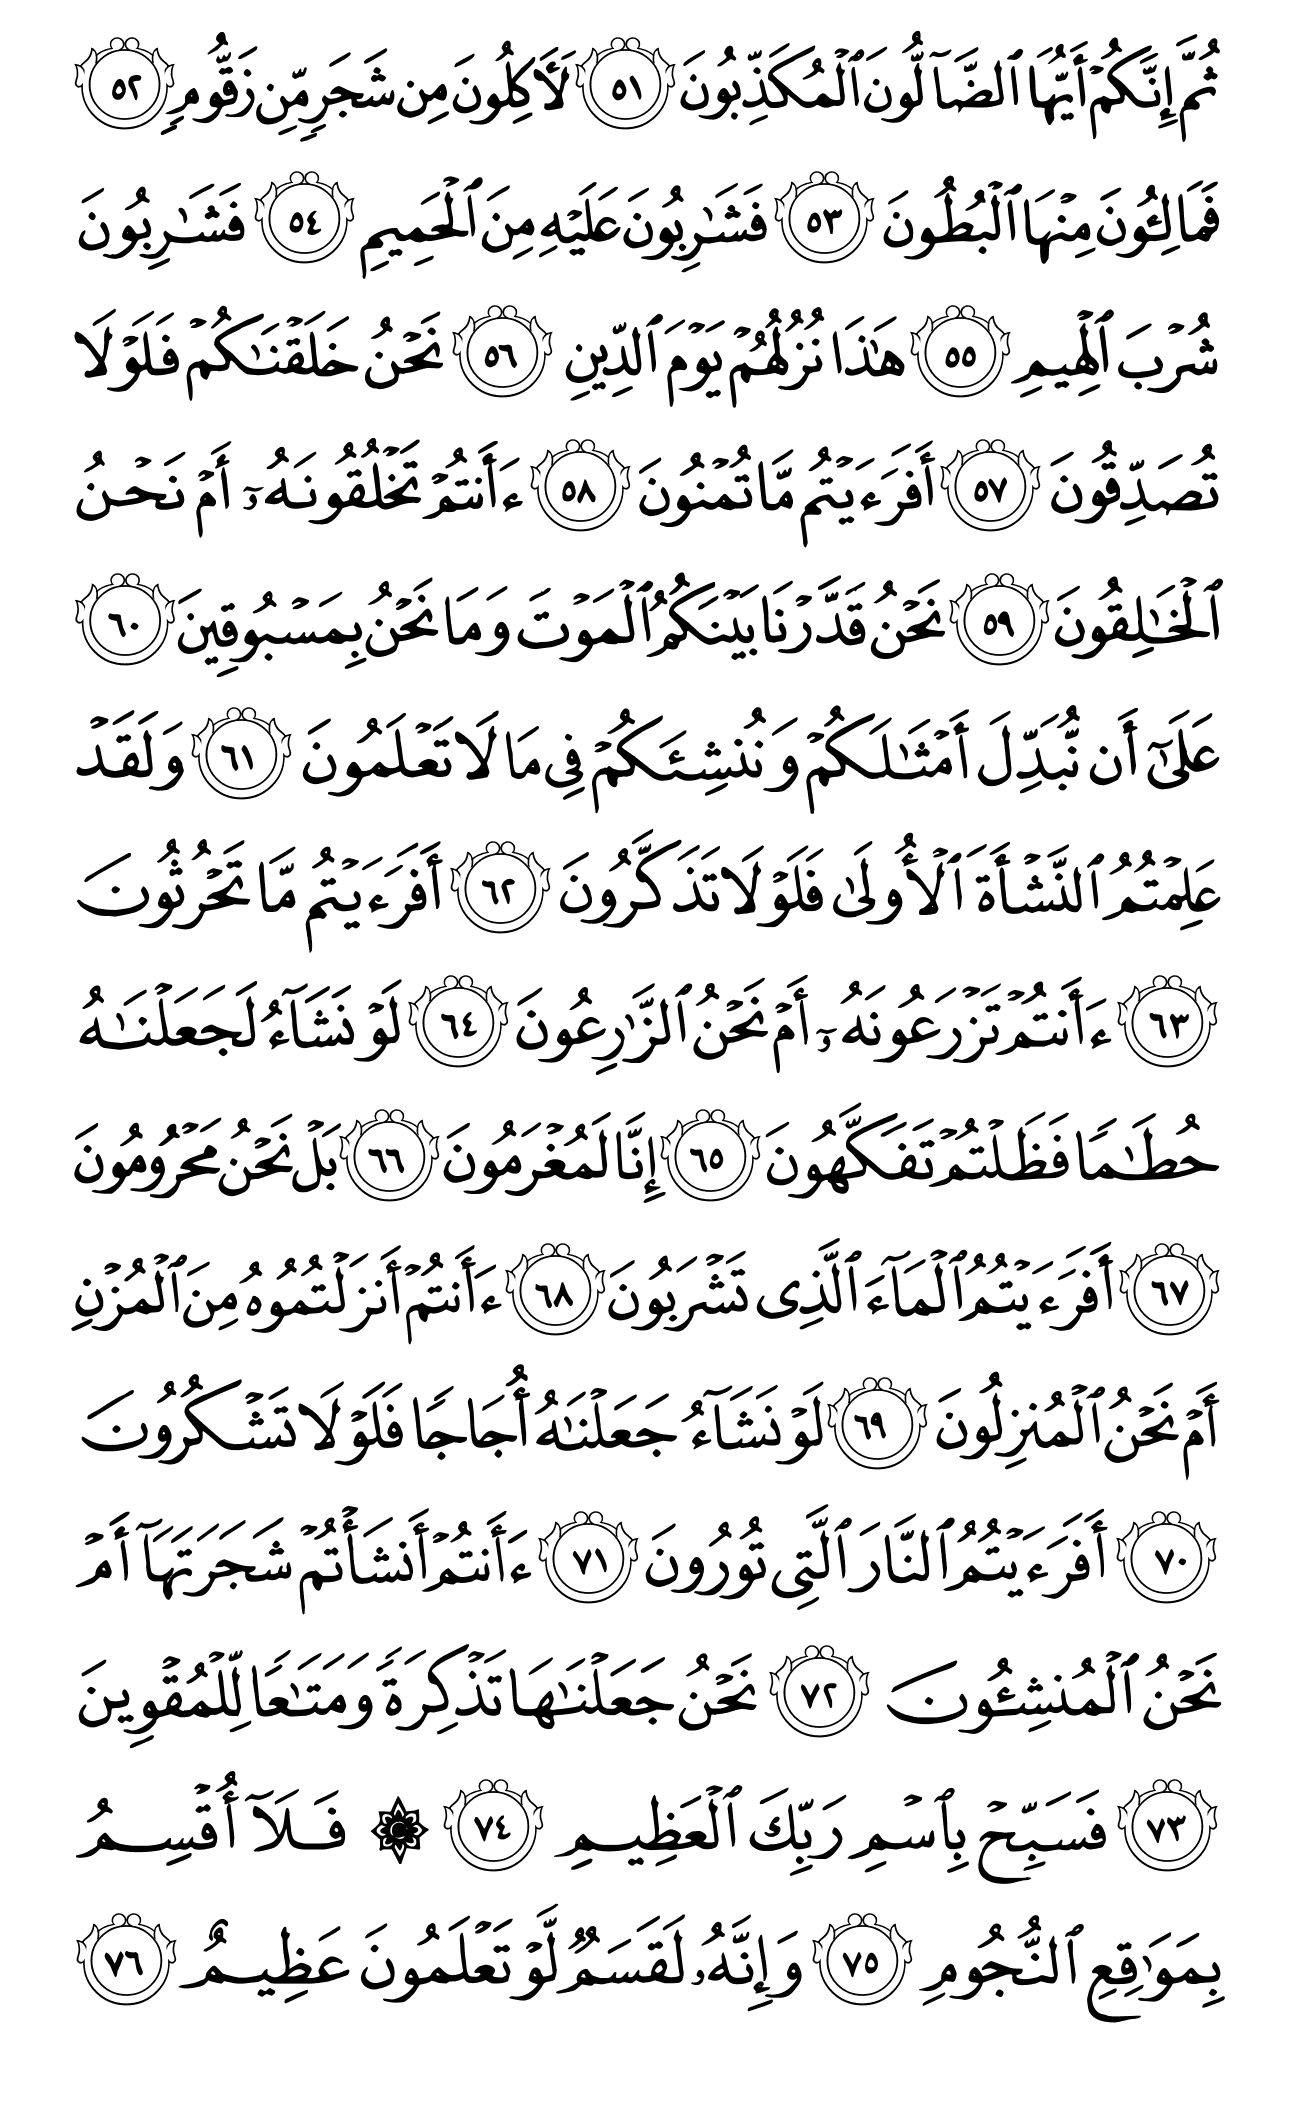 ثُمَّ إِنَّكُمْ أَيُّهَا ٱلضَّآلُّونَ ٱلْمُكَذِّبُونَ ٥١ لَـَٔاكِلُونَ مِن شَجَرٍ مِّن زَقُّومٍ ٥٢
فَمَالِـُٔونَ مِنْهَا ٱلْبُطُونَ ٥٣ فَشَـٰرِبُونَ عَلَيْهِ مِنَ ٱلْحَمِيمِ ٥٤ فَشَـٰرِبُونَ
شُرْبَ ٱلْهِيمِ ٥٥ هَـٰذَا نُزُلُهُمْ يَوْمَ ٱلدِّينِ ٥٦ نَحْنُ خَلَقْنَـٰكُمْ فَلَوْلَا
تُصَدِّقُونَ ٥٧ أَفَرَءَيْتُم مَّا تُمْنُونَ ٥٨ ءَأَنتُمْ تَخْلُقُونَهُۥٓ أَمْ نَحْنُ
ٱلْخَـٰلِقُونَ ٥٩ نَحْنُ قَدَّرْنَا بَيْنَكُمُ ٱلْمَوْتَ وَمَا نَحْنُ بِمَسْبُوقِينَ ٦٠
عَلَىٰٓ أَن نُّبَدِّلَ أَمْثَـٰلَكُمْ وَنُنشِئَكُمْ فِى مَا لَا تَعْلَمُونَ ٦١ وَلَقَدْ
عَلِمْتُمُ ٱلنَّشْأَةَ ٱلْأُولَىٰ فَلَوْلَا تَذَكَّرُونَ ٦٢ أَفَرَءَيْتُم مَّا تَحْرُثُونَ
٦٣ ءَأَنتُمْ تَزْرَعُونَهُۥٓ أَمْ نَحْنُ ٱلزَّٰرِعُونَ ٦٤ لَوْ نَشَآءُ لَجَعَلْنَـٰهُ
حُطَـٰمًا فَظَلْتُمْ تَفَكَّهُونَ ٦٥ إِنَّا لَمُغْرَمُونَ ٦٦ بَلْ نَحْنُ مَحْرُومُونَ
٦٧ أَفَرَءَيْتُمُ ٱلْمَآءَ ٱلَّذِى تَشْرَبُونَ ٦٨ ءَأَنتُمْ أَنزَلْتُمُوهُ مِنَ ٱلْمُزْنِ
أَمْ نَحْنُ ٱلْمُنزِلُونَ ٦٩ لَوْ نَشَآءُ جَعَلْنَـٰهُ أُجَاجًا فَلَوْلَا تَشْكُرُونَ
٧٠ أَفَرَءَيْتُمُ ٱلنَّارَ ٱلَّتِى تُورُونَ ٧١ ءَأَنتُمْ أَنشَأْتُمْ شَجَرَتَهَآ أَمْ
نَحْنُ ٱلْمُنشِـُٔونَ ٧٢ نَحْنُ جَعَلْنَـٰهَا تَذْكِرَةً وَمَتَـٰعًا لِّلْمُقْوِينَ
٧٣ فَسَبِّحْ بِٱسْمِ رَبِّكَ ٱلْعَظِيمِ ٧٤ ۞ فَلَآ أُقْسِمُ
بِمَوَٰقِعِ ٱلنُّجُومِ ٧٥ وَإِنَّهُۥ لَقَسَمٌ لَّوْ تَعْلَمُونَ عَظِيمٌ ٧٦